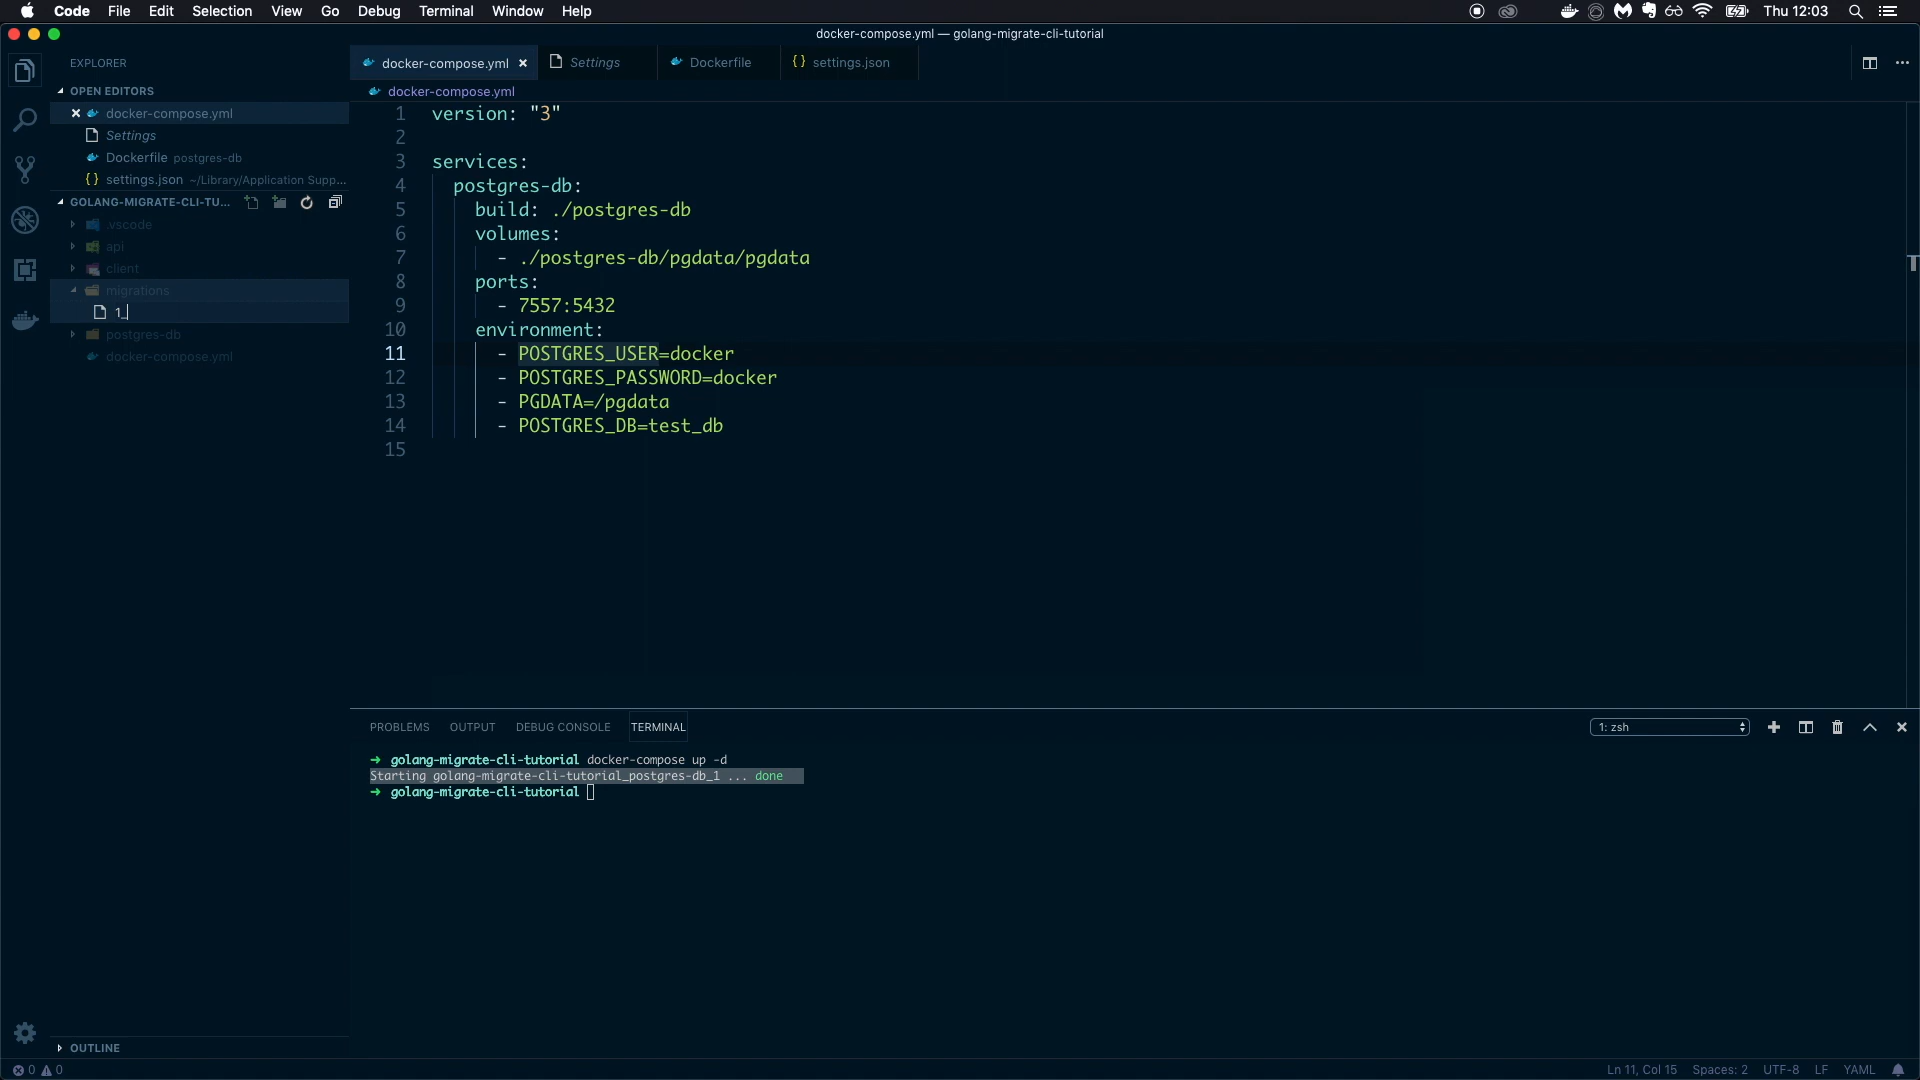 Code File Edit Selection View Go Debug Terminal Window Help Thu 12:03
docker-compose.yml — golang-migrate-cli-tutorial
EXPLORER
OPEN EDITORS
docker-compose.yml
Settings
Dockerfile postgres-db
settings.json ~/Library/Application Supp...
GOLANG-MIGRATE-CLI-TU...
.vscode
api
client
migrations
1_
postgres-db
docker-compose.yml
OUTLINE
docker-compose.yml Settings Dockerfile {} settings.json
docker-compose.yml
1 version: "3"
2
3 services:
4 postgres-db:
5 build: ./postgres-db
6 volumes:
7 - ./postgres-db/pgdata/pgdata
8 ports:
9 - 7557:5432
10 environment:
11 - POSTGRES_USER=docker
12 - POSTGRES_PASSWORD=docker
13 - PGDATA=/pgdata
14 - POSTGRES_DB=test_db
15
PROBLEMS OUTPUT DEBUG CONSOLE TERMINAL 1: zsh
➜ golang-migrate-cli-tutorial docker-compose up -d
Starting golang-migrate-cli-tutorial_postgres-db_1 ... done
➜ golang-migrate-cli-tutorial
0 0 Ln 11, Col 15 Spaces: 2 UTF-8 LF YAML